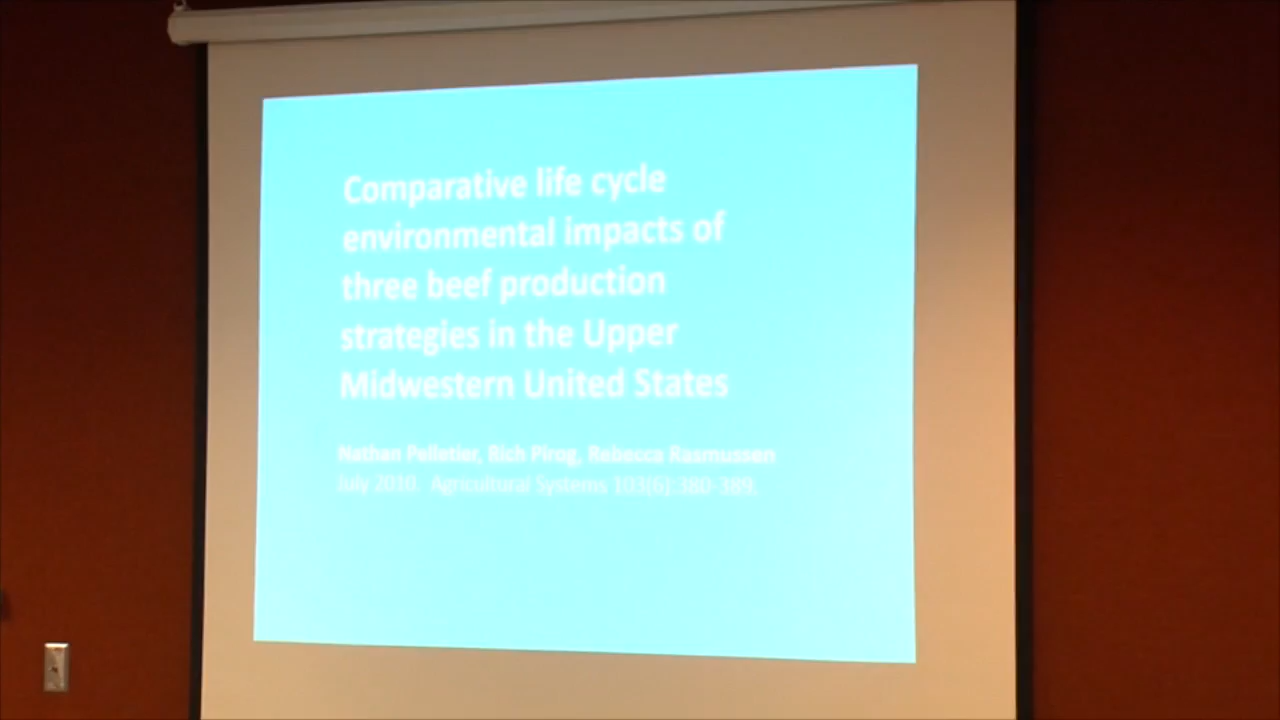 Comparative life cycle
environmental impacts of
three beef production
strategies in the Upper
Midwestern United States
Nathan Pelletier, Rich Pirog, Rebecca Rasmussen
July 2010. Agricultural Systems 103(6):380-389.